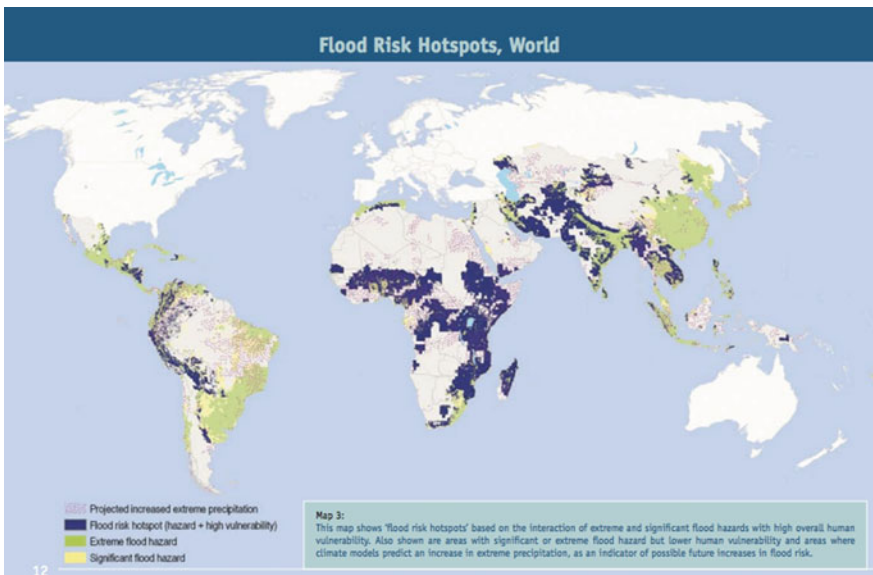 Flood Risk Hotspots, World
Projected increased extreme precipitation
Flood risk hotspot (hazard + high vulnerability)
Extreme flood hazard
Significant flood hazard
Map 3:
This map shows 'flood risk hotspots' based on the interaction of extreme and significant flood hazards with high overall human
vulnerability. Also shown are areas with significant or extreme flood hazard but lower human vulnerability and areas where
climate models predict an increase in extreme precipitation, as an indicator of possible future increases in flood risk.
12